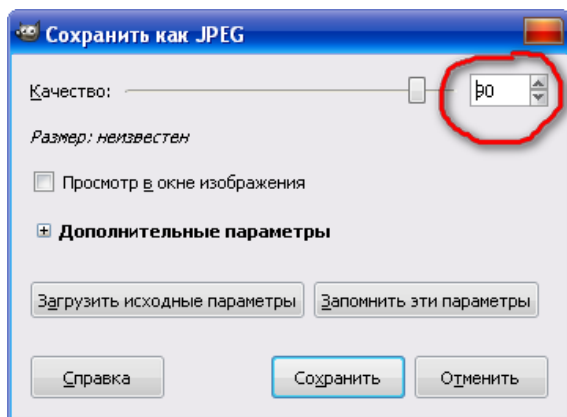 Сохранить как JPEG
Качество: 90
Размер: неизвестен
Просмотр в окне изображения
Дополнительные параметры
Загрузить исходные параметры Запомнить эти параметры
Справка Сохранить Отменить